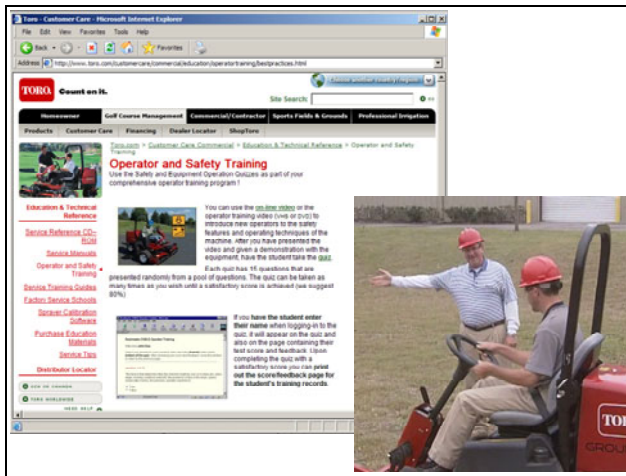 Toro - Customer Care - Microsoft Internet Explorer
File Edit View Favorites Tools Help
Back Favorites
Address http://www.toro.com/customercare/commercial/education/operatortraining/bestpractices.html
Choose another country/region
TORO Count on it.
Site Search:
Homeowner Golf Course Management Commercial/Contractor Sports Fields & Grounds Professional Irrigation
Products Customer Care Financing Dealer Locator ShopToro
Toro.com > Customer Care Commercial > Education & Technical Reference > Operator and Safety
Training
Operator and Safety Training
Use the Safety and Equipment Operation Quizzes as part of your
comprehensive operator training program !
Education & Technical
Reference
Service Reference CD-
ROM
Service Manuals
Operator and Safety
Training
Service Training Guides
Factory Service Schools
Sprayer Calibration
Software
Purchase Education
Materials
Service Tips
Distributor Locator
TORO WORLDWIDE
NEED HELP
You can use the on-line video or the
operator training video (VHS or DVD) to
introduce new operators to the safety
features and operating techniques of the
machine. After you have presented the
video and given a demonstration with the
equipment, have the student take the quiz.
Each quiz has 15 questions that are
presented randomly from a pool of questions. The quiz can be taken as
many times as you wish until a satisfactory score is achieved (we suggest
80%)
If you have the student enter
their name when logging-in to the
quiz, it will appear on the quiz and
also on the page containing their
test score and feedback. Upon
completing the quiz with a
satisfactory score you can print
out the score/feedback page for
the student's training records.
TORO
GROU